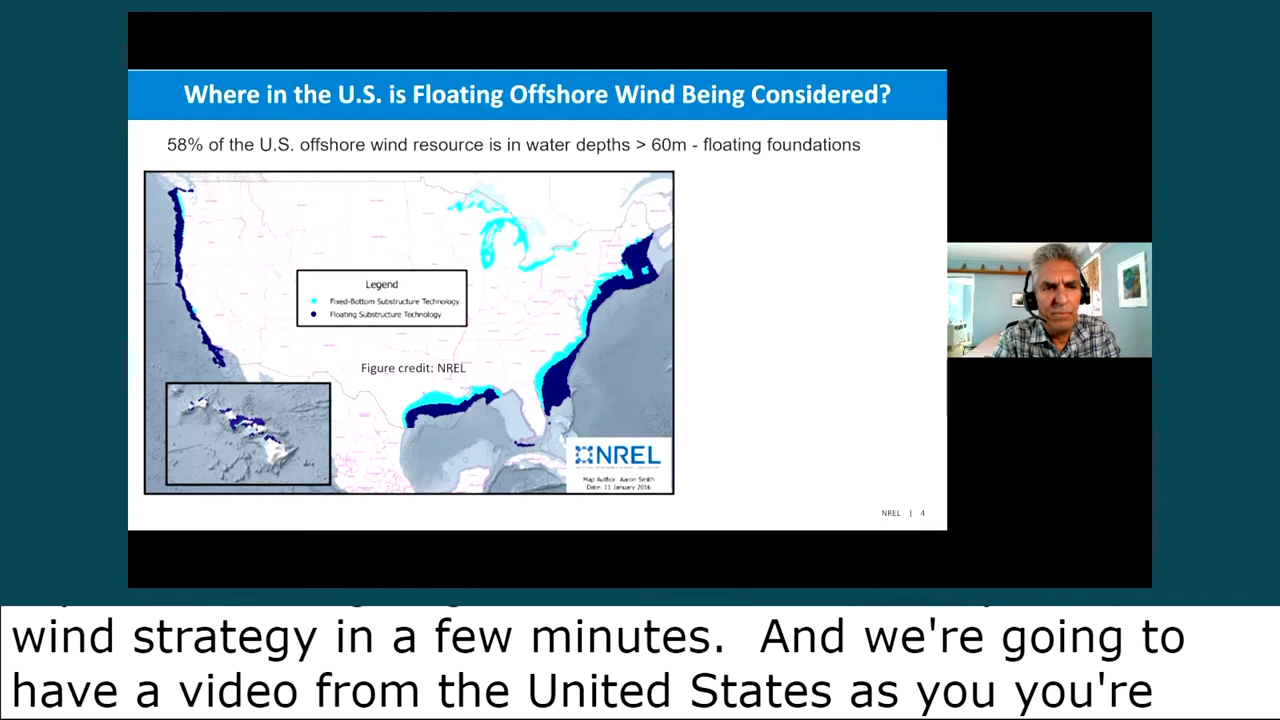 Where in the U.S. is Floating Offshore Wind Being Considered?
58% of the U.S. offshore wind resource is in water depths > 60m - floating foundations
Legend
Fixed-Bottom Substructure Technology
Floating Substructure Technology
Figure credit: NREL
NREL
Map Author: Aaron Smith
Date: 11 January 2016
NREL | 4
wind strategy in a few minutes. And we're going to
have a video from the United States as you you're